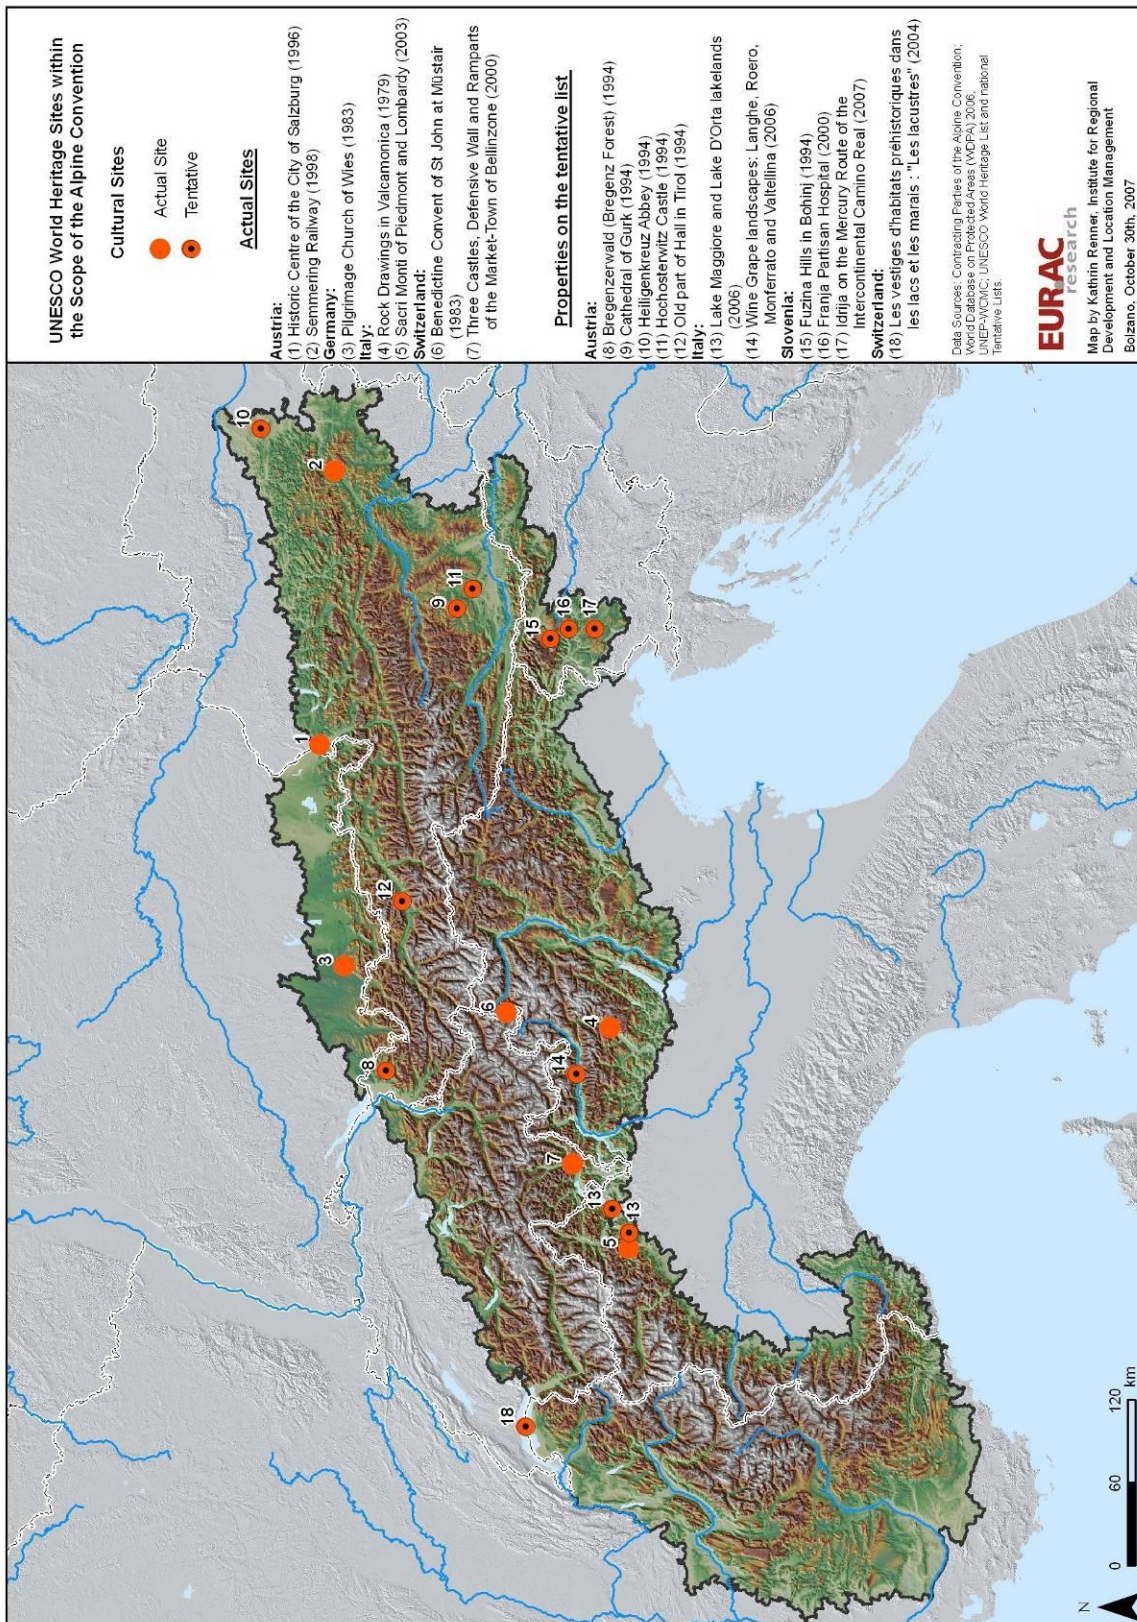 UNESCO World Heritage Sites within
the Scope of the Alpine Convention
Cultural Sites
Actual Site
Tentative
Actual Sites
Austria:
(1) Historic Centre of the City of Salzburg (1996)
(2) Semmering Railway (1998)
Germany:
(3) Pilgrimage Church of Wies (1983)
Italy:
(4) Rock Drawings in Valcamonica (1979)
(5) Sacri Monti of Piedmont and Lombardy (2003)
Switzerland:
(6) Benedictine Convent of St John at Müstair
(1983)
(7) Three Castles, Defensive Wall and Ramparts
of the Market-Town of Bellinzone (2000)
Properties on the tentative list
Austria:
(8) Bregenzerwald (Bregenz Forest) (1994)
(9) Cathedral of Gurk (1994)
(10) Heiligenkreuz Abbey (1994)
(11) Hochosterwitz Castle (1994)
(12) Old part of Hall in Tirol (1994)
Italy:
(13) Lake Maggiore and Lake D'Orta lakelands
(2006)
(14) Wine Grape landscapes: Langhe, Roero,
Monferrato and Valtellina (2006)
Slovenia:
(15) Fuzina Hills in Bohinj (1994)
(16) Franja Partisan Hospital (2000)
(17) Idrija on the Mercury Route of the
Intercontinental Camino Real (2007)
Switzerland:
(18) Les vestiges d'habitats préhistoriques dans
les lacs et les marais : "Les lacustres" (2004)
Data Sources: Contracting Parties of the Alpine Convention;
World Database on Protected Areas (WDPA) 2006,
UNEP-WCMC; UNESCO World Heritage List and national
Tentative Lists.
EURAC
research
Map by Kathrin Renner, Institute for Regional
Development and Location Management
Bolzano, October 30th, 2007
10
2
1
11
9
15
16
17
12
3
6
4
8
14
7
13
13
5
18
N
0
60
120
km